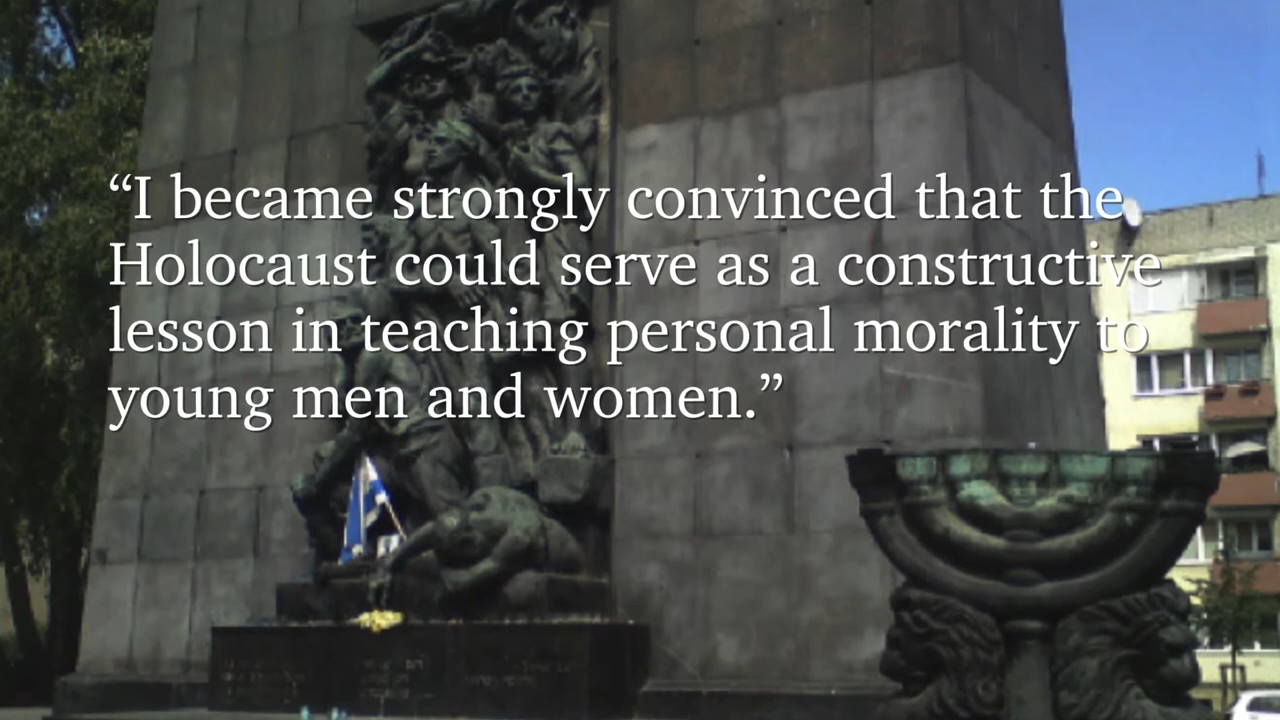 “I became strongly convinced that the
Holocaust could serve as a constructive
lesson in teaching personal morality to
young men and women.”